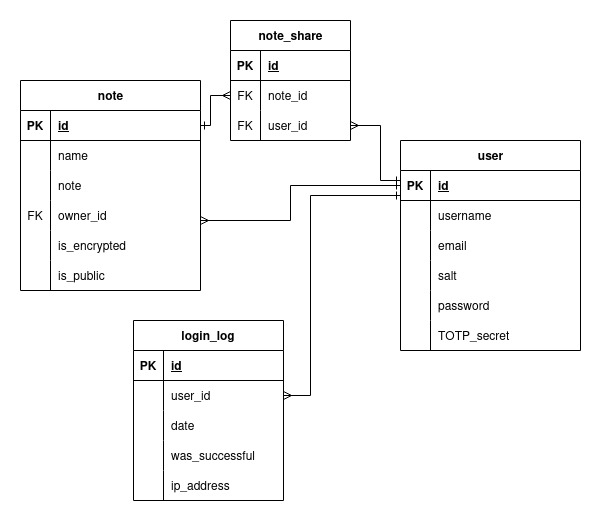 note_share
PK id
FK note_id
FK user_id
note
PK id
name
note
FK owner_id
is_encrypted
is_public
user
PK id
username
email
salt
password
TOTP_secret
login_log
PK id
user_id
date
was_successful
ip_address